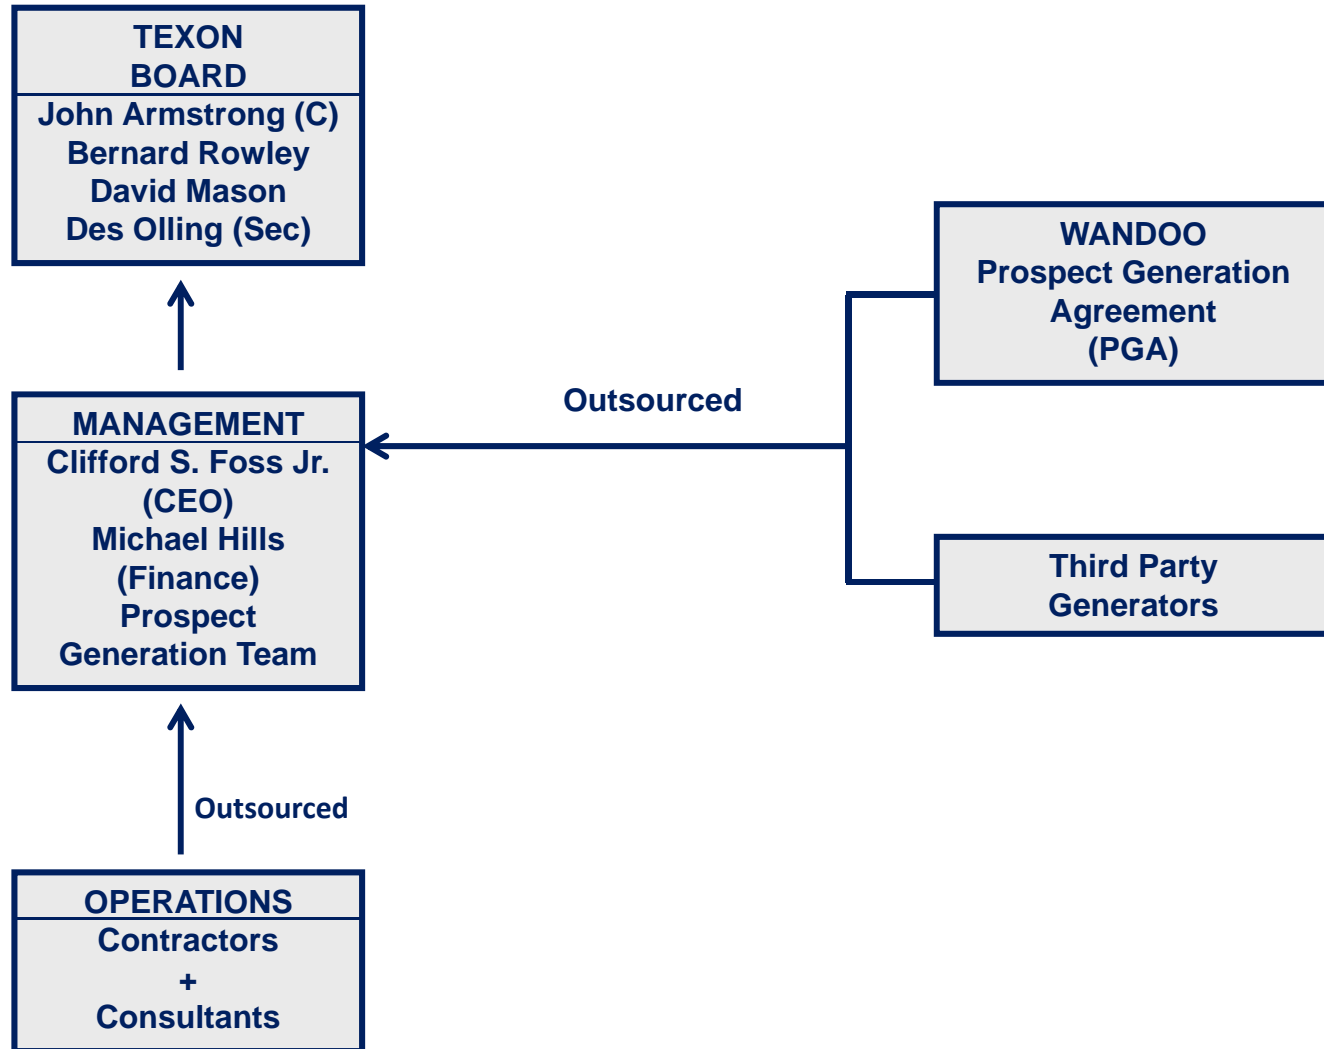 TEXON
BOARD
John Armstrong (C)
Bernard Rowley
David Mason
Des Olling (Sec)
WANDOO
Prospect Generation
Agreement
(PGA)
Outsourced
MANAGEMENT
Clifford S. Foss Jr.
(CEO)
Michael Hills
(Finance)
Prospect
Generation Team
Third Party
Generators
Outsourced
OPERATIONS
Contractors
+
Consultants